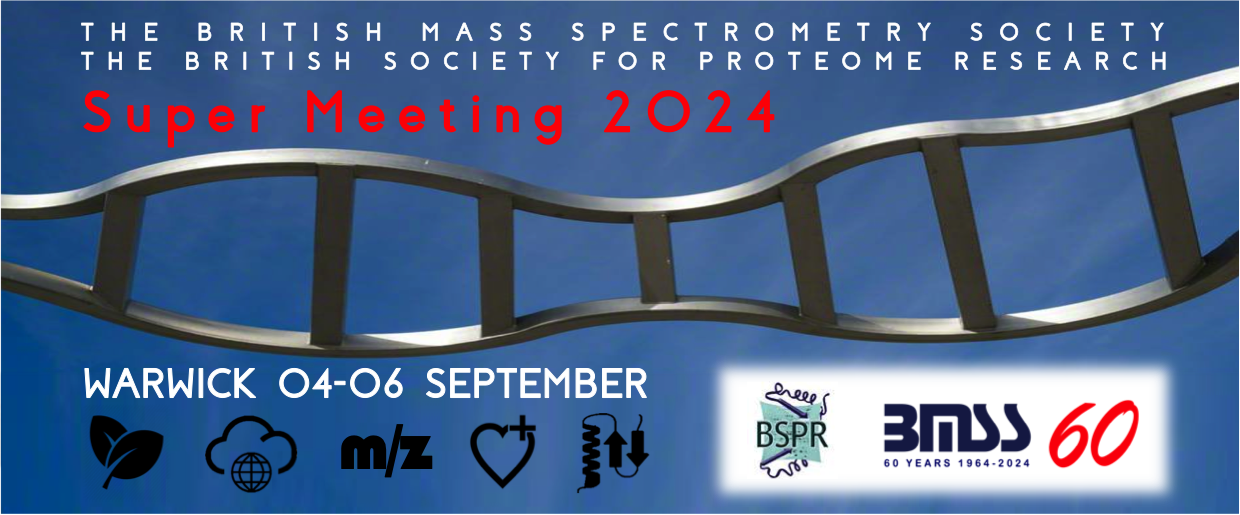 THE BRITISH MASS SPECTROMETRY SOCIETY
THE BRITISH SOCIETY FOR PROTEOME RESEARCH
Super Meeting 2024
WARWICK 04-06 SEPTEMBER
m/z
BSPR
BMSS 60
60 YEARS 1964-2024